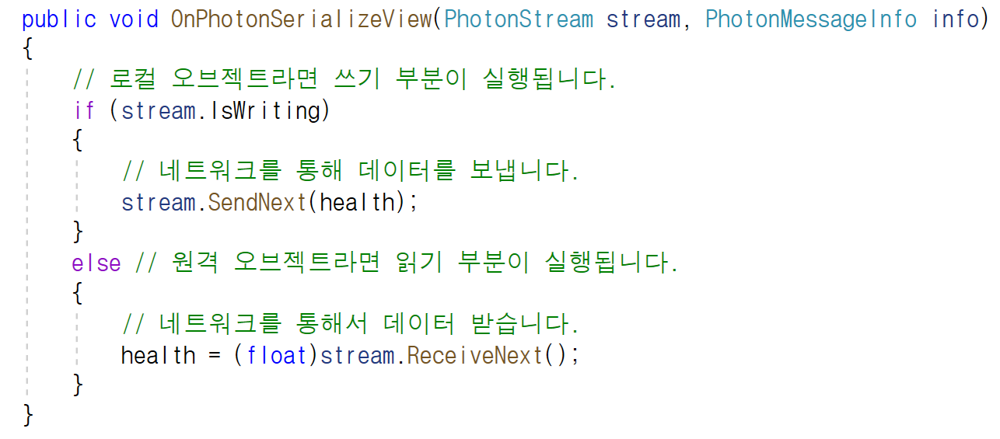 public void OnPhotonSerializeView(PhotonStream stream, PhotonMessageInfo info)
{
// 로컬 오브젝트라면 쓰기 부분이 실행됩니다.
if (stream.IsWriting)
{
// 네트워크를 통해 데이터를 보냅니다.
stream.SendNext(health);
}
else // 원격 오브젝트라면 읽기 부분이 실행됩니다.
{
// 네트워크를 통해서 데이터 받습니다.
health = (float)stream.ReceiveNext();
}
}